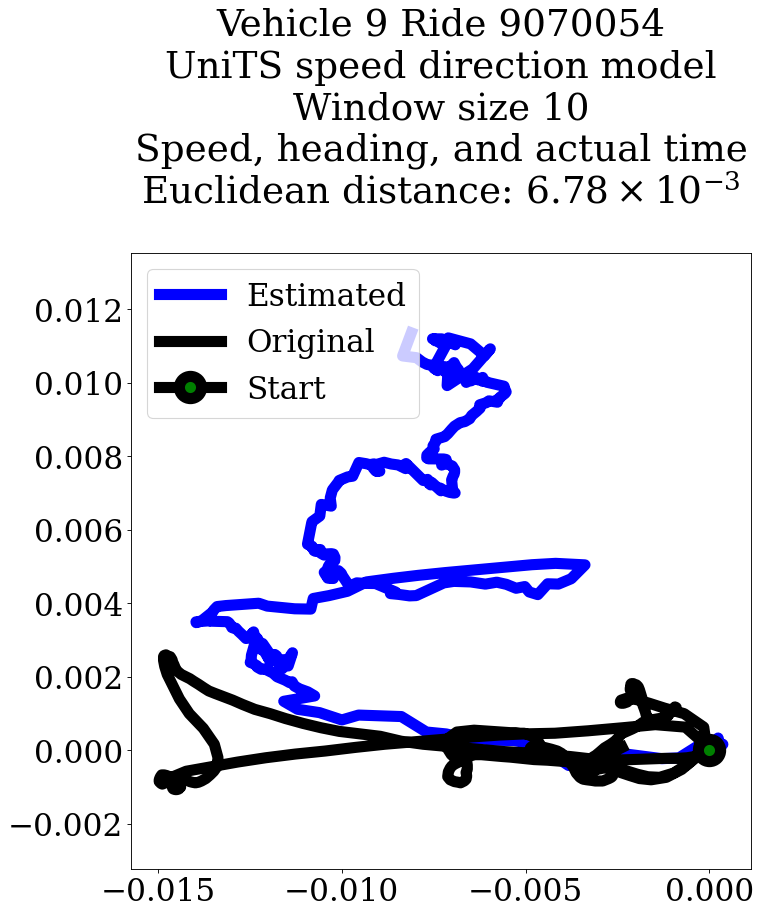 Vehicle 9 Ride 9070054
UniTS speed direction model
Window size 10
Speed, heading, and actual time
Euclidean distance: 6.78 × 10⁻³
Estimated
Original
Start
0.012
0.010
0.008
0.006
0.004
0.002
0.000
−0.002
−0.015 −0.010 −0.005 0.000